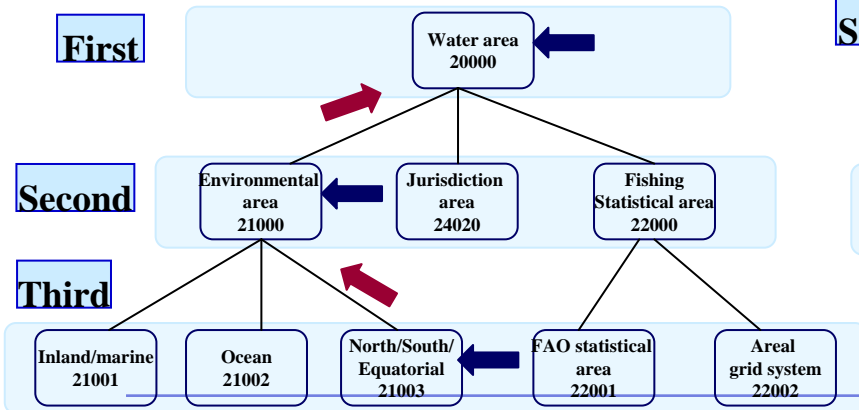 First
Water area
20000
S
Second
Environmental
area
21000
Jurisdiction
area
24020
Fishing
Statistical area
22000
Third
Inland/marine
21001
Ocean
21002
North/South/
Equatorial
21003
FAO statistical
area
22001
Areal
grid system
22002